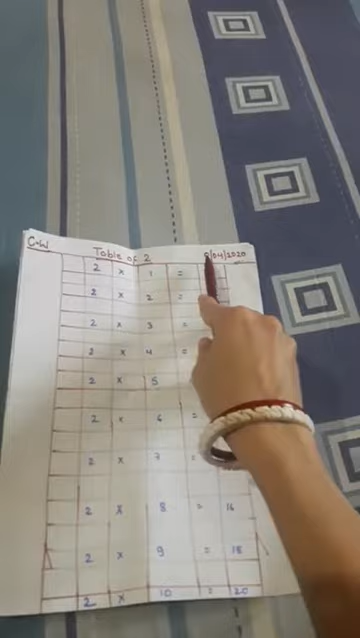 C.W Table of 2 /04/2020
2 x 1 =
2 x 2 =
2 x 3 =
2 x 4 =
2 x 5
2 x 6 =
2 x 7 =
2 x 8 = 16
2 x 9 = 18
2 x 10 = 20